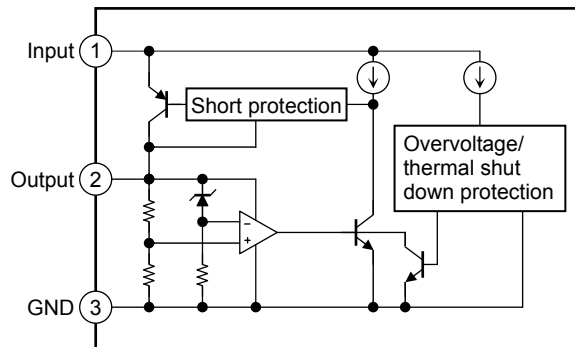 Input 1
Short protection
Overvoltage/
thermal shut
down protection
Output 2
−
+
GND 3